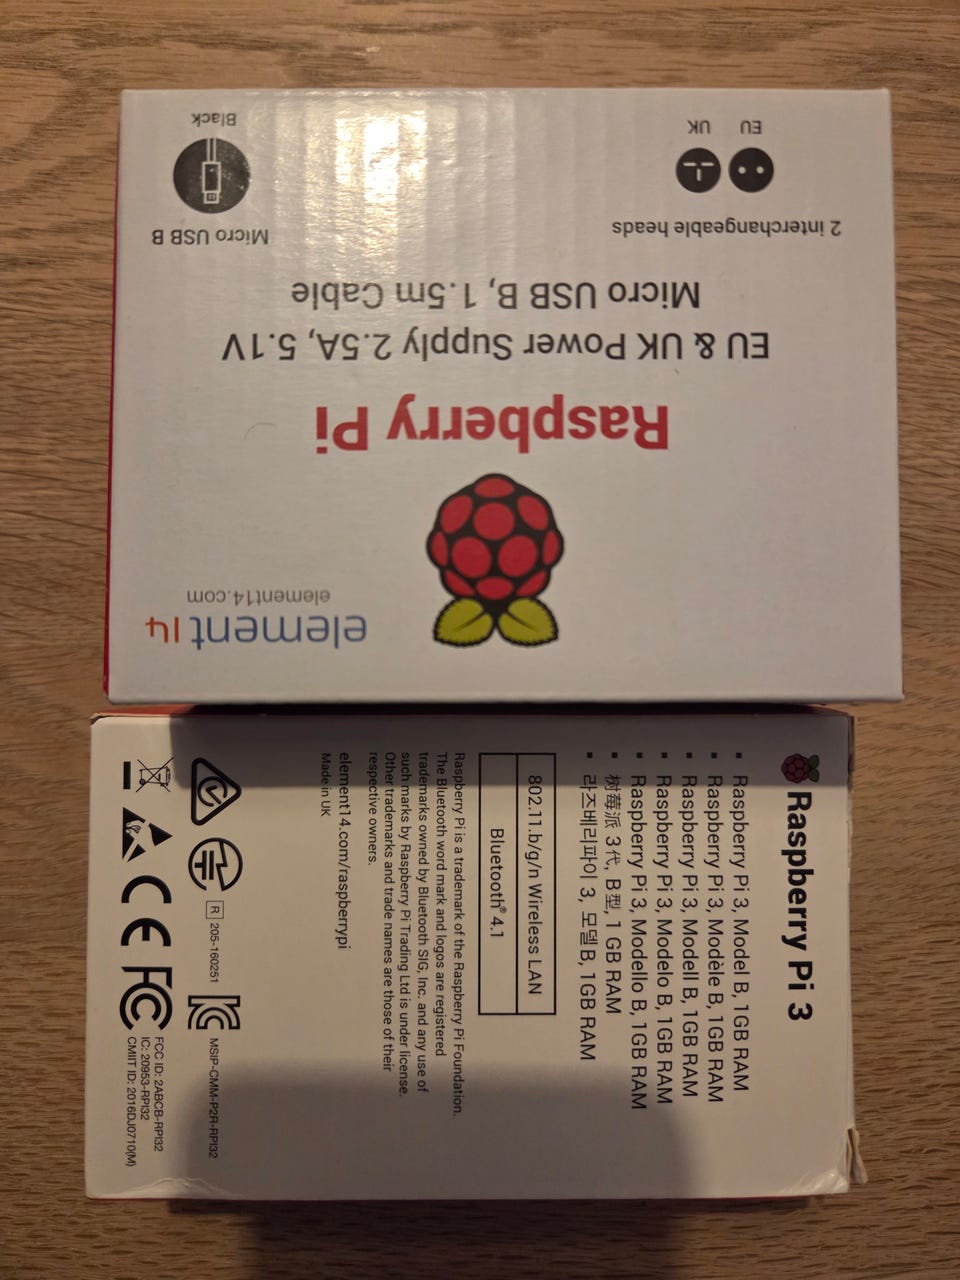 element14
element14.com
Raspberry Pi
EU & UK Power Supply 2.5A, 5.1V
Micro USB B, 1.5m Cable
2 interchangeable heads
EU UK
Micro USB B
Black
Raspberry Pi 3
▪ Raspberry Pi 3, Model B, 1GB RAM
▪ Raspberry Pi 3, Modèle B, 1GB RAM
▪ Raspberry Pi 3, Modell B, 1GB RAM
▪ Raspberry Pi 3, Modelo B, 1GB RAM
▪ Raspberry Pi 3, Modello B, 1GB RAM
▪ 树莓派 3代, B 型, 1 GB RAM
▪ 라즈베리파이 3, 모델 B, 1GB RAM
802.11.b/g/n Wireless LAN
Bluetooth® 4.1
Raspberry Pi is a trademark of the Raspberry Pi Foundation.
The Bluetooth word mark and logos are registered
trademarks owned by Bluetooth SIG, Inc. and any use of
such marks by Raspberry Pi Trading Ltd is under license.
Other trademarks and trade names are those of their
respective owners.
element14.com/raspberrypi
Made in UK
R 205-160251
MSIP-CMM-P2R-RPI32
CE FC
FCC ID: 2ABCB-RPI32
IC: 20953-RPI32
CMIIT ID: 2016DJ0710(M)